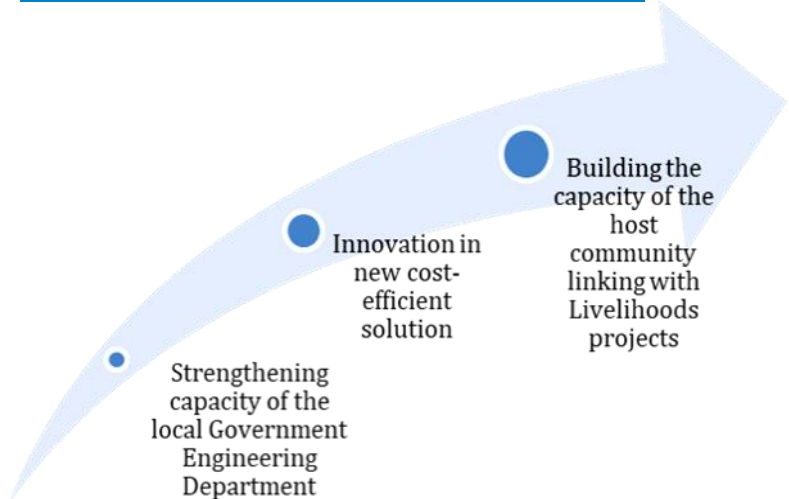 Strengthening
capacity of the
local Government
Engineering
Department
Innovation in
new cost-
efficient
solution
Building the
capacity of the
host
community
linking with
Livelihoods
projects